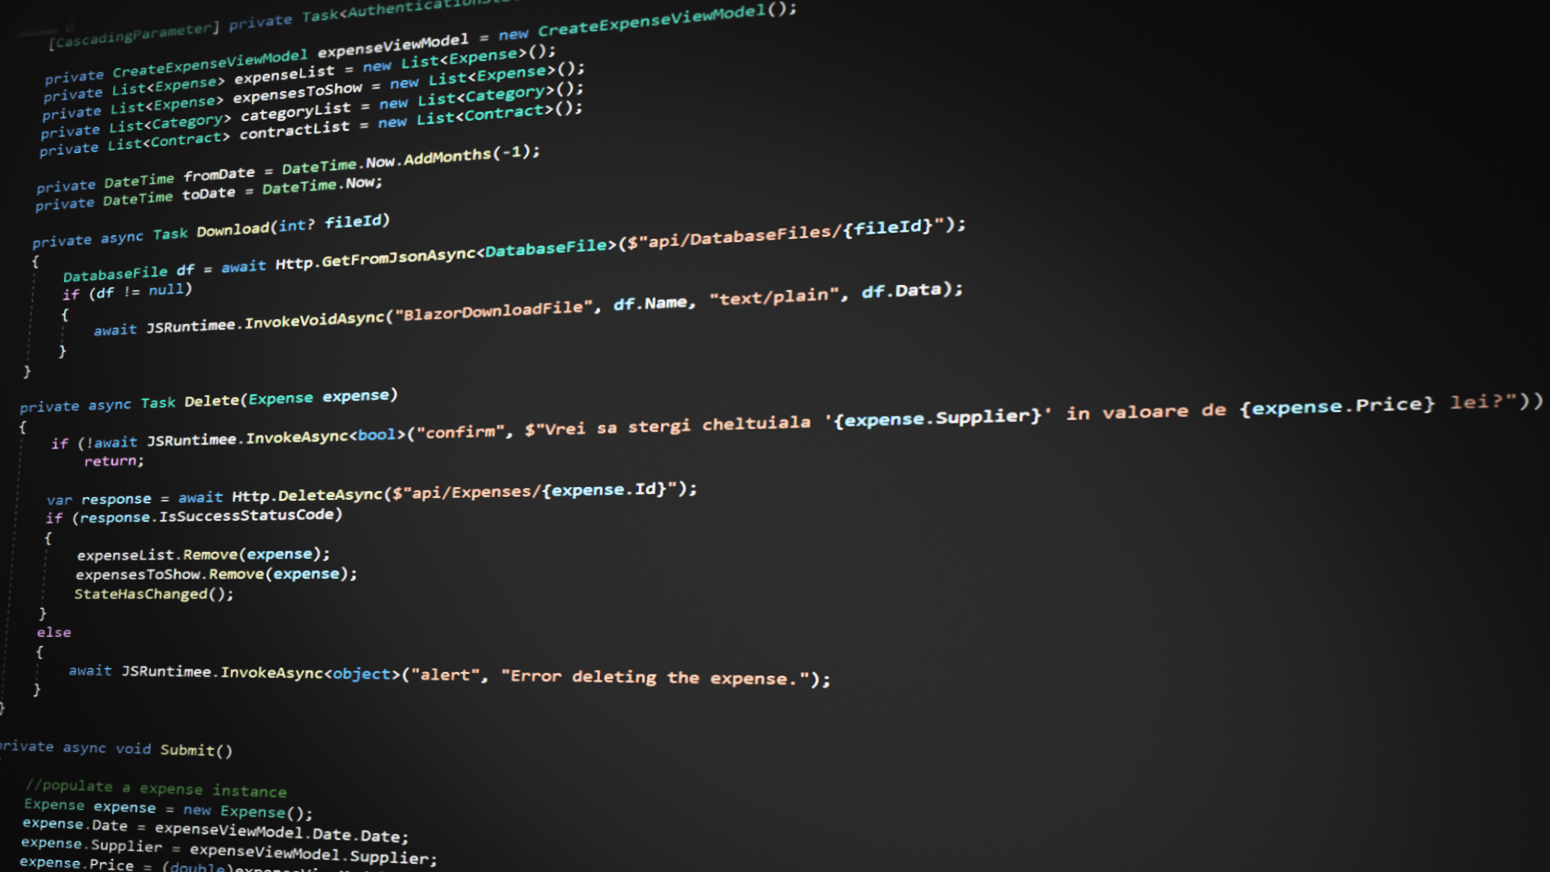 [CascadingParameter] private Task<
private CreateExpenseViewModel expenseViewModel = new CreateExpenseViewModel();
private List<Expense> expenseList = new List<Expense>();
private List<Expense> expensesToShow = new List<Expense>();
private List<Category> categoryList = new List<Category>();
private List<Contract> contractList = new List<Contract>();
private DateTime fromDate = DateTime.Now.AddMonths(-1);
private DateTime toDate = DateTime.Now;
private async Task Download(int? fileId)
{
DatabaseFile df = await Http.GetFromJsonAsync<DatabaseFile>($"api/DatabaseFiles/{fileId}");
if (df != null)
{
await JSRuntimee.InvokeVoidAsync("BlazorDownloadFile", df.Name, "text/plain", df.Data);
}
}
private async Task Delete(Expense expense)
{
if (!await JSRuntimee.InvokeAsync<bool>("confirm", $"Vrei sa stergi cheltuiala '{expense.Supplier}' in valoare de {expense.Price} lei?"))
return;
var response = await Http.DeleteAsync($"api/Expenses/{expense.Id}");
if (response.IsSuccessStatusCode)
{
expenseList.Remove(expense);
expensesToShow.Remove(expense);
StateHasChanged();
}
else
{
await JSRuntimee.InvokeAsync<object>("alert", "Error deleting the expense.");
}
}
private async void Submit()
//populate a expense instance
Expense expense = new Expense();
expense.Date = expenseViewModel.Date.Date;
expense.Supplier = expenseViewModel.Supplier;
expense.Price = (double)